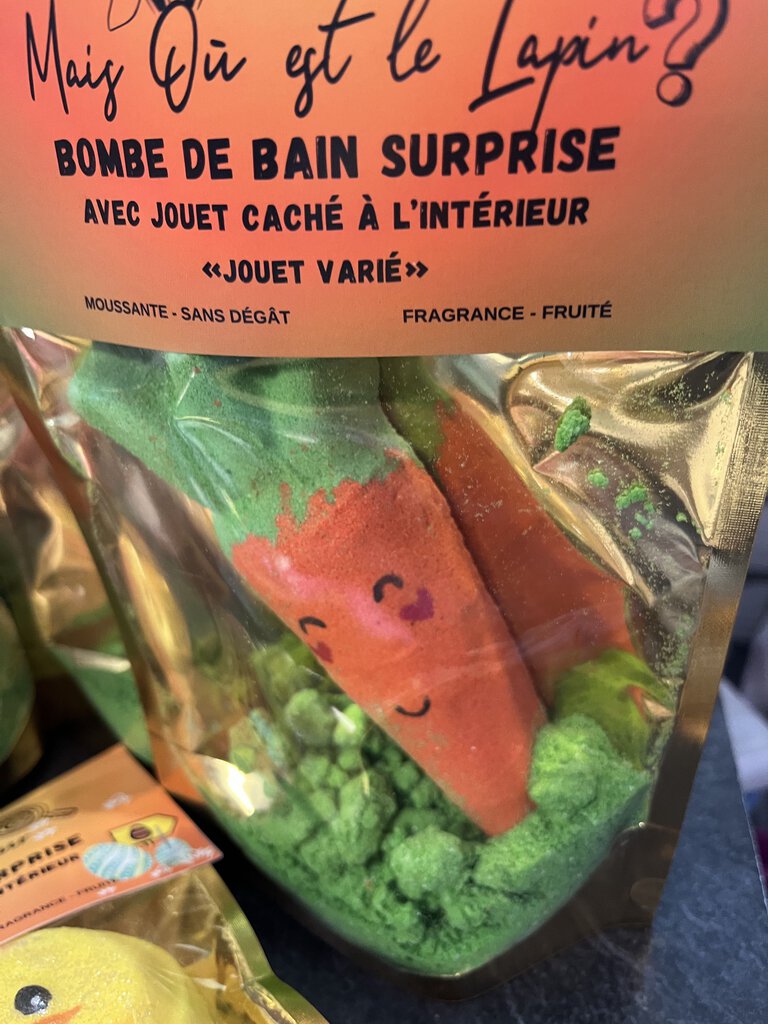 Mais Où est le Lapin?
BOMBE DE BAIN SURPRISE
AVEC JOUET CACHÉ À L'INTÉRIEUR
«JOUET VARIÉ»
MOUSSANTE - SANS DÉGÂT
FRAGRANCE - FRUITÉ